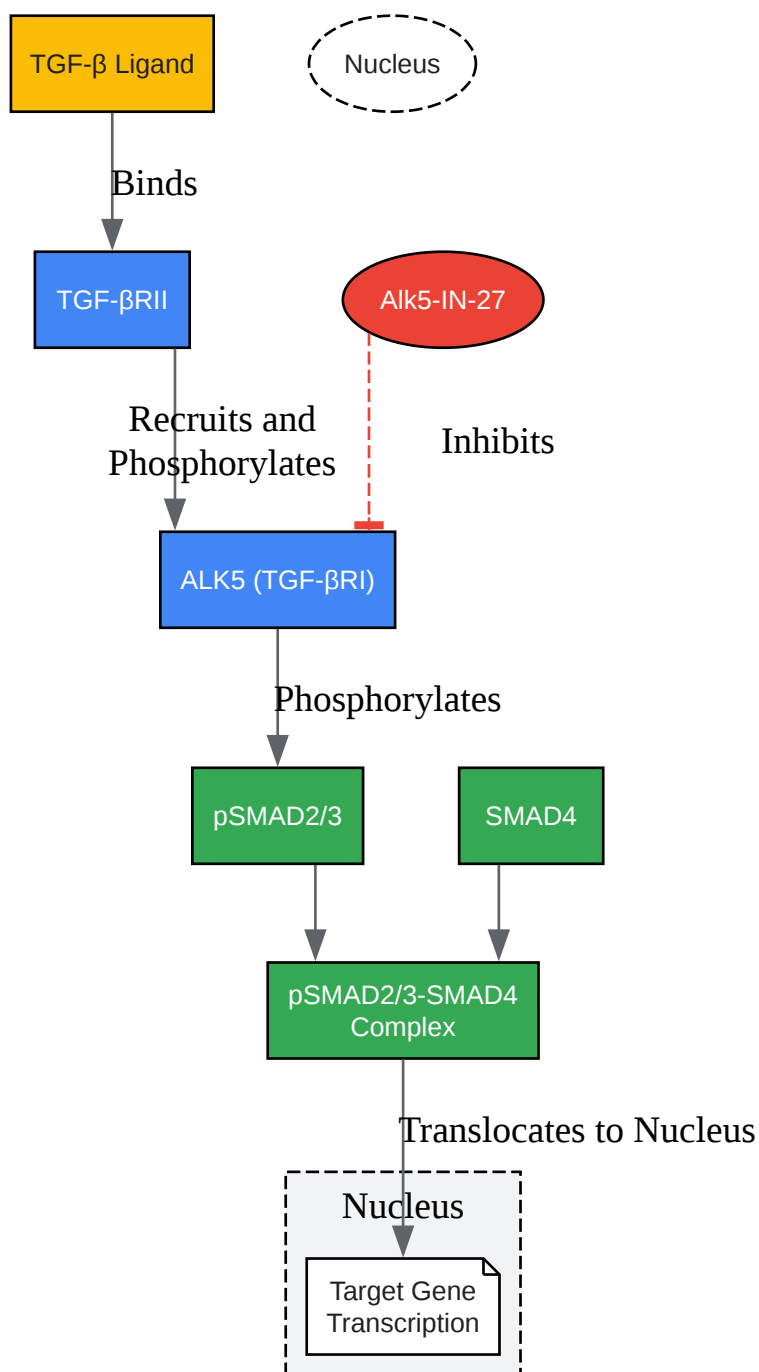 TGF-β Ligand
Nucleus
Binds
TGF-βRII
Alk5-IN-27
Recruits and
Phosphorylates
Inhibits
ALK5 (TGF-βRI)
Phosphorylates
pSMAD2/3
SMAD4
pSMAD2/3-SMAD4
Complex
Translocates to Nucleus
Nucleus
Target Gene
Transcription